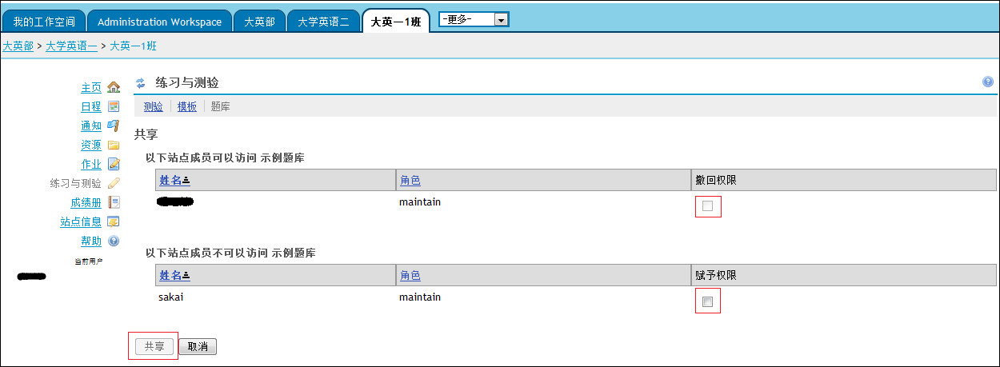 我的工作空间 Administration Workspace 大英部 大学英语二 大英一1班 -更多-
大英部 > 大学英语一 > 大英一1班
主页
日程
通知
资源
作业
练习与测验
成绩册
站点信息
帮助
当前用户
练习与测验
测验 模板 题库
共享
以下站点成员可以访问 示例题库
姓名 角色 撤回权限
maintain
以下站点成员不可以访问 示例题库
姓名 角色 赋予权限
sakai maintain
共享 取消